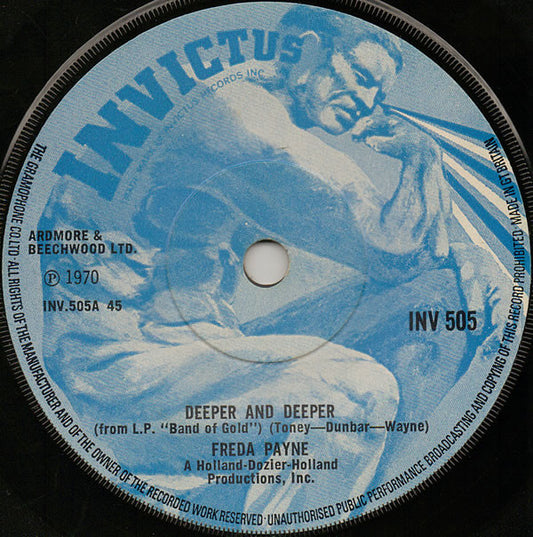 INVICTUS
INVICTUS RECORDS INC.
ARDMORE &
BEECHWOOD LTD.
Ⓟ 1970
INV.505A 45
INV 505
DEEPER AND DEEPER
(from L.P. "Band of Gold") (Toney—Dunbar—Wayne)
FREDA PAYNE
A Holland-Dozier-Holland
Productions, Inc.
THE GRAMOPHONE CO. LTD · ALL RIGHTS OF THE MANUFACTURER AND OF THE OWNER OF THE RECORDED WORK RESERVED · UNAUTHORISED PUBLIC PERFORMANCE BROADCASTING AND COPYING OF THIS RECORD PROHIBITED · MADE IN GT. BRITAIN